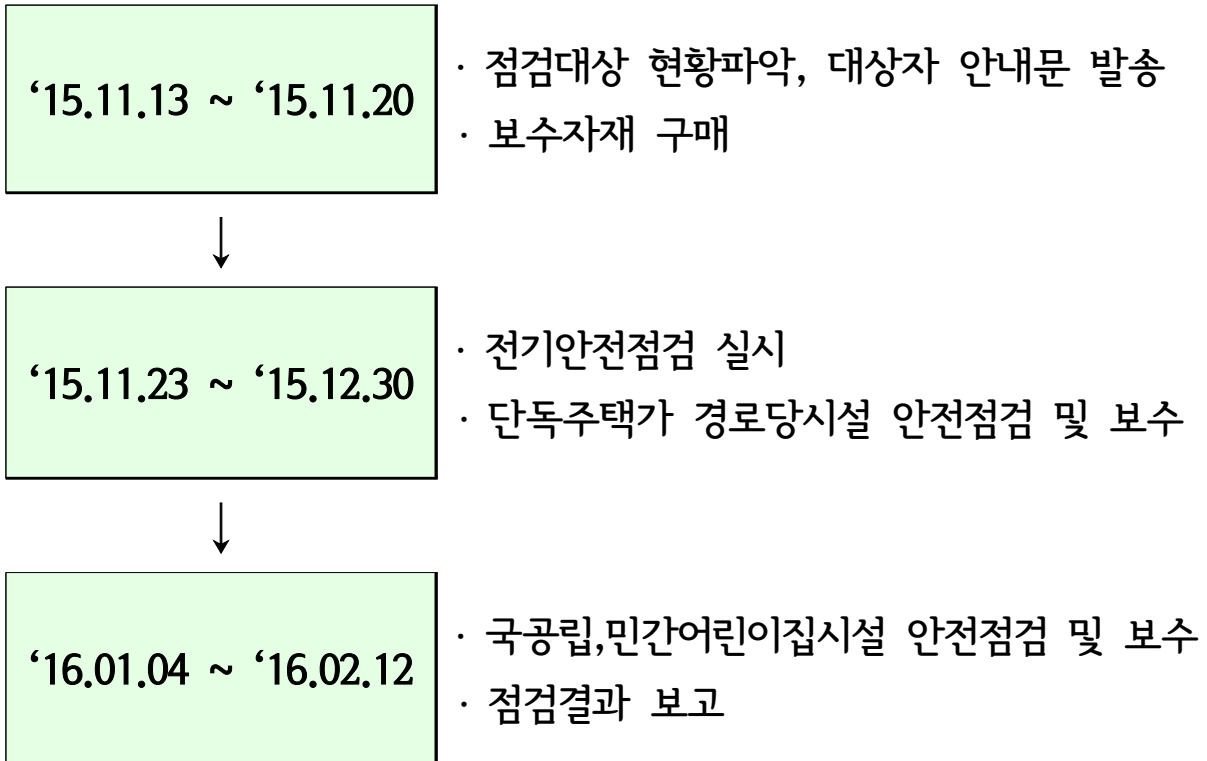 ‘15.11.13 ~ ‘15.11.20
· 점검대상 현황파악, 대상자 안내문 발송
· 보수자재 구매
↓
‘15.11.23 ~ ‘15.12.30
· 전기안전점검 실시
· 단독주택가 경로당시설 안전점검 및 보수
↓
‘16.01.04 ~ ‘16.02.12
· 국공립,민간어린이집시설 안전점검 및 보수
· 점검결과 보고